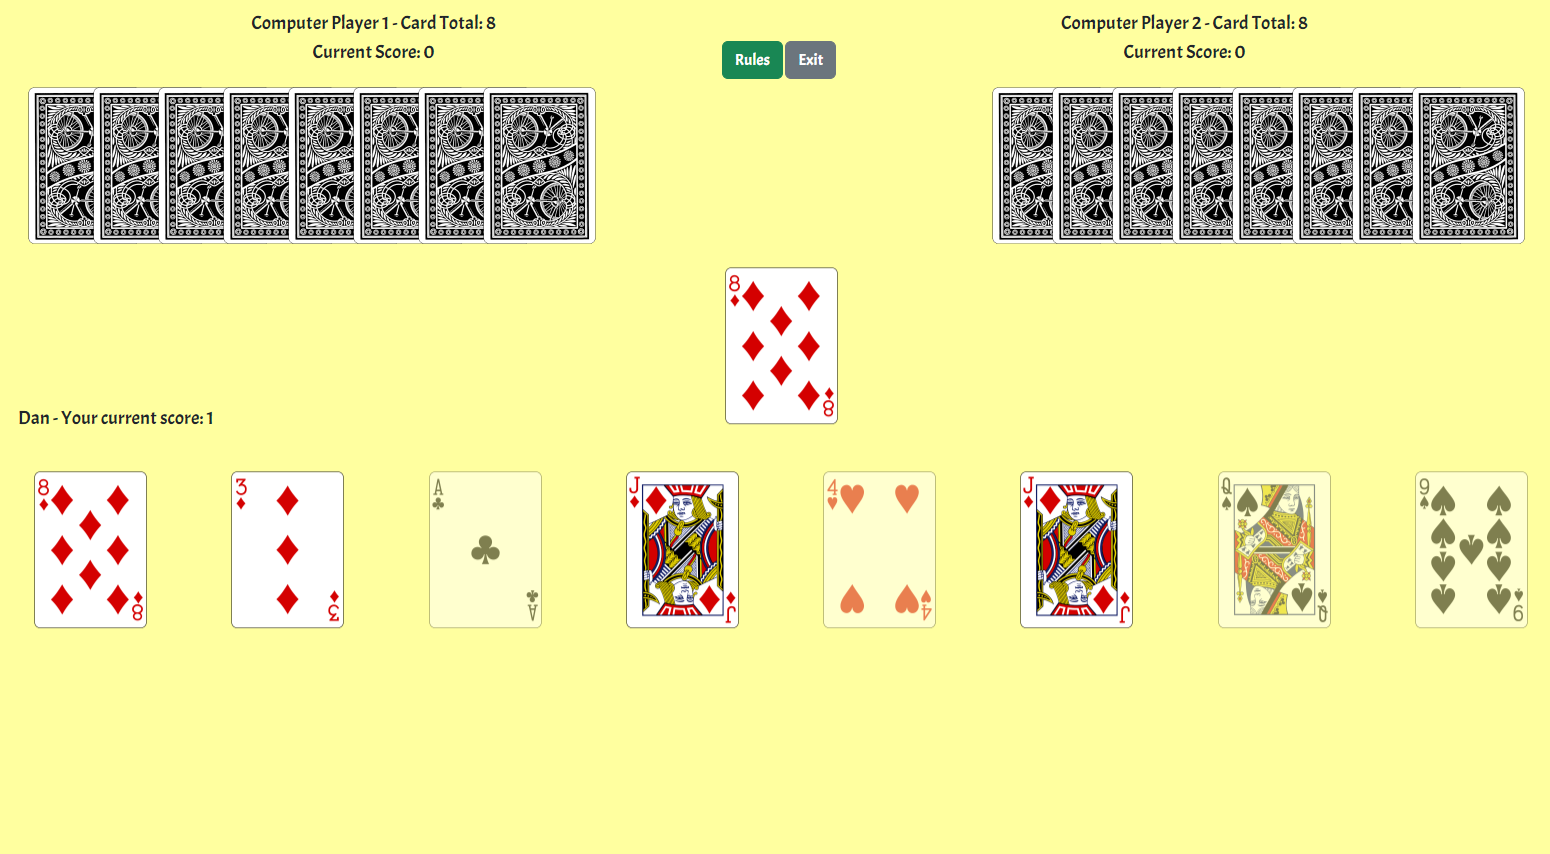 Computer Player 1 - Card Total: 8
Current Score: 0
Rules
Exit
Computer Player 2 - Card Total: 8
Current Score: 0
8
8
Dan - Your current score: 1
8
8
3
3
A
A
J
J
4
4
J
J
Q
Q
9
9